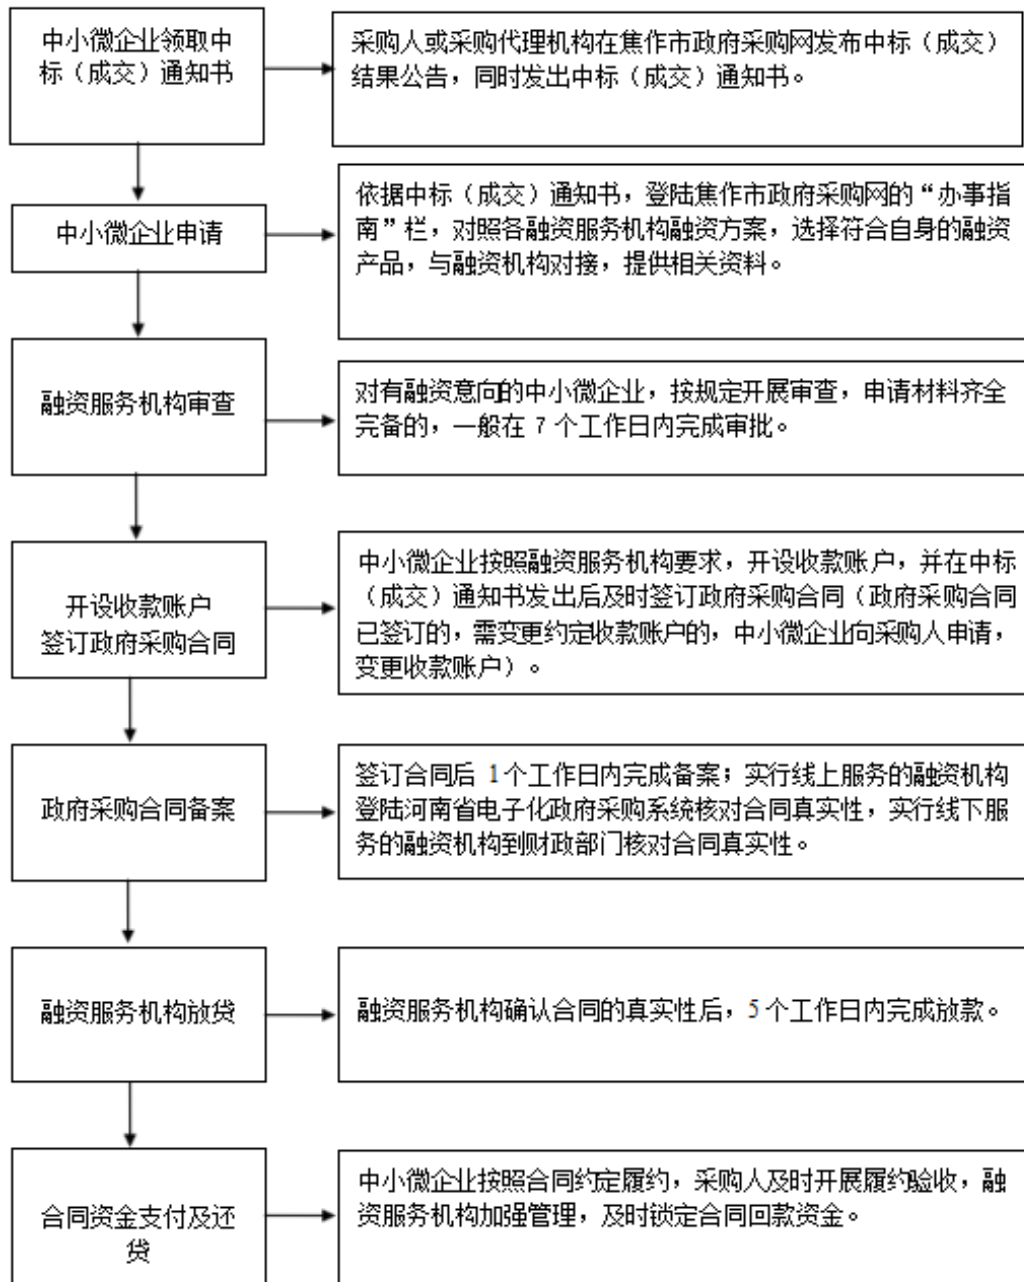 中小微企业领取中
标（成交）通知书
采购人或采购代理机构在焦作市政府采购网发布中标（成交）
结果公告，同时发出中标（成交）通知书。
中小微企业申请
依据中标（成交）通知书，登陆焦作市政府采购网的“办事指
南”栏，对照各融资服务机构融资方案，选择符合自身的融资
产品，与融资机构对接，提供相关资料。
融资服务机构审查
对有融资意向的中小微企业，按规定开展审查，申请材料齐全
完备的，一般在 7 个工作日内完成审批。
开设收款账户
签订政府采购合同
中小微企业按照融资服务机构要求，开设收款账户，并在中标
（成交）通知书发出后及时签订政府采购合同（政府采购合同
已签订的，需变更约定收款账户的，中小微企业向采购人申请，
变更收款账户）。
政府采购合同备案
签订合同后 1个工作日内完成备案；实行线上服务的融资机构
登陆河南省电子化政府采购系统核对合同真实性，实行线下服
务的融资机构到财政部门核对合同真实性。
融资服务机构放贷
融资服务机构确认合同的真实性后，5 个工作日内完成放款。
合同资金支付及还
贷
中小微企业按照合同约定履约，采购人及时开展履约验收，融
资服务机构加强管理，及时锁定合同回款资金。